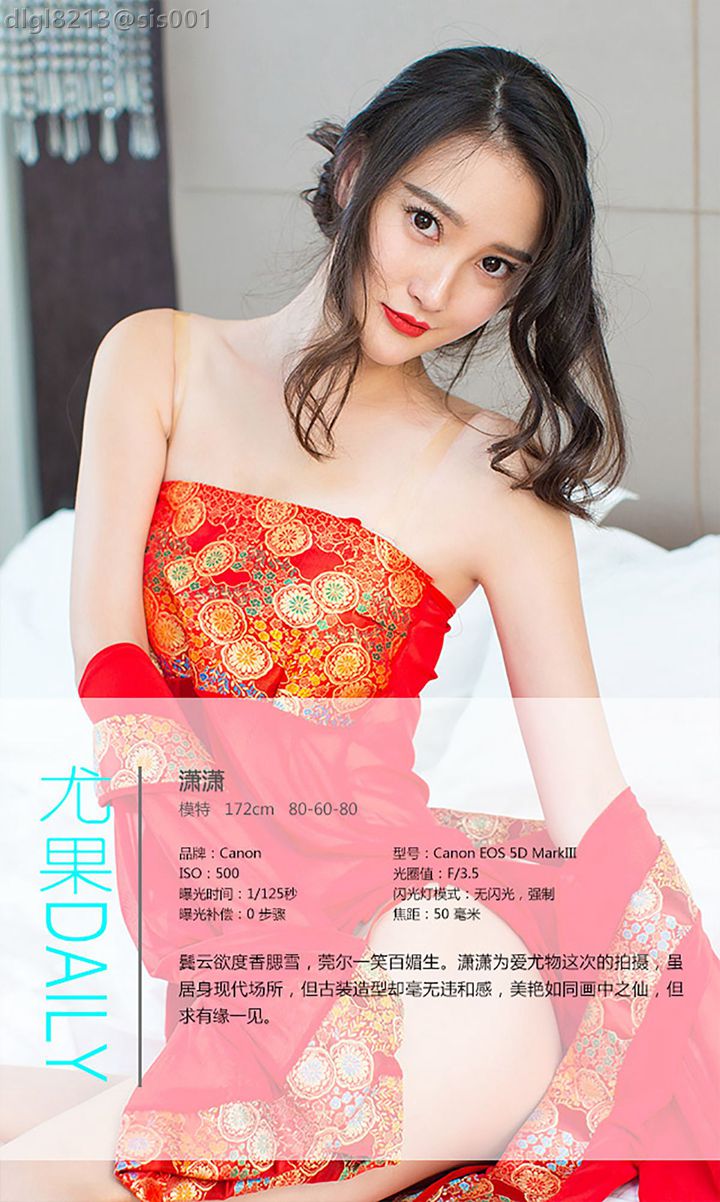 dlgl8213@sis001
尤果DAILY
潇潇
模特 172cm 80-60-80
品牌：Canon
型号：Canon EOS 5D MarkIII
ISO：500
光圈值：F/3.5
曝光时间：1/125秒
闪光灯模式：无闪光，强制
曝光补偿：0 步骤
焦距：50 毫米
鬓云欲度香腮雪，莞尔一笑百媚生。潇潇为爱尤物这次的拍摄，虽
居身现代场所，但古装造型却毫无违和感，美艳如同画中之仙，但
求有缘一见。